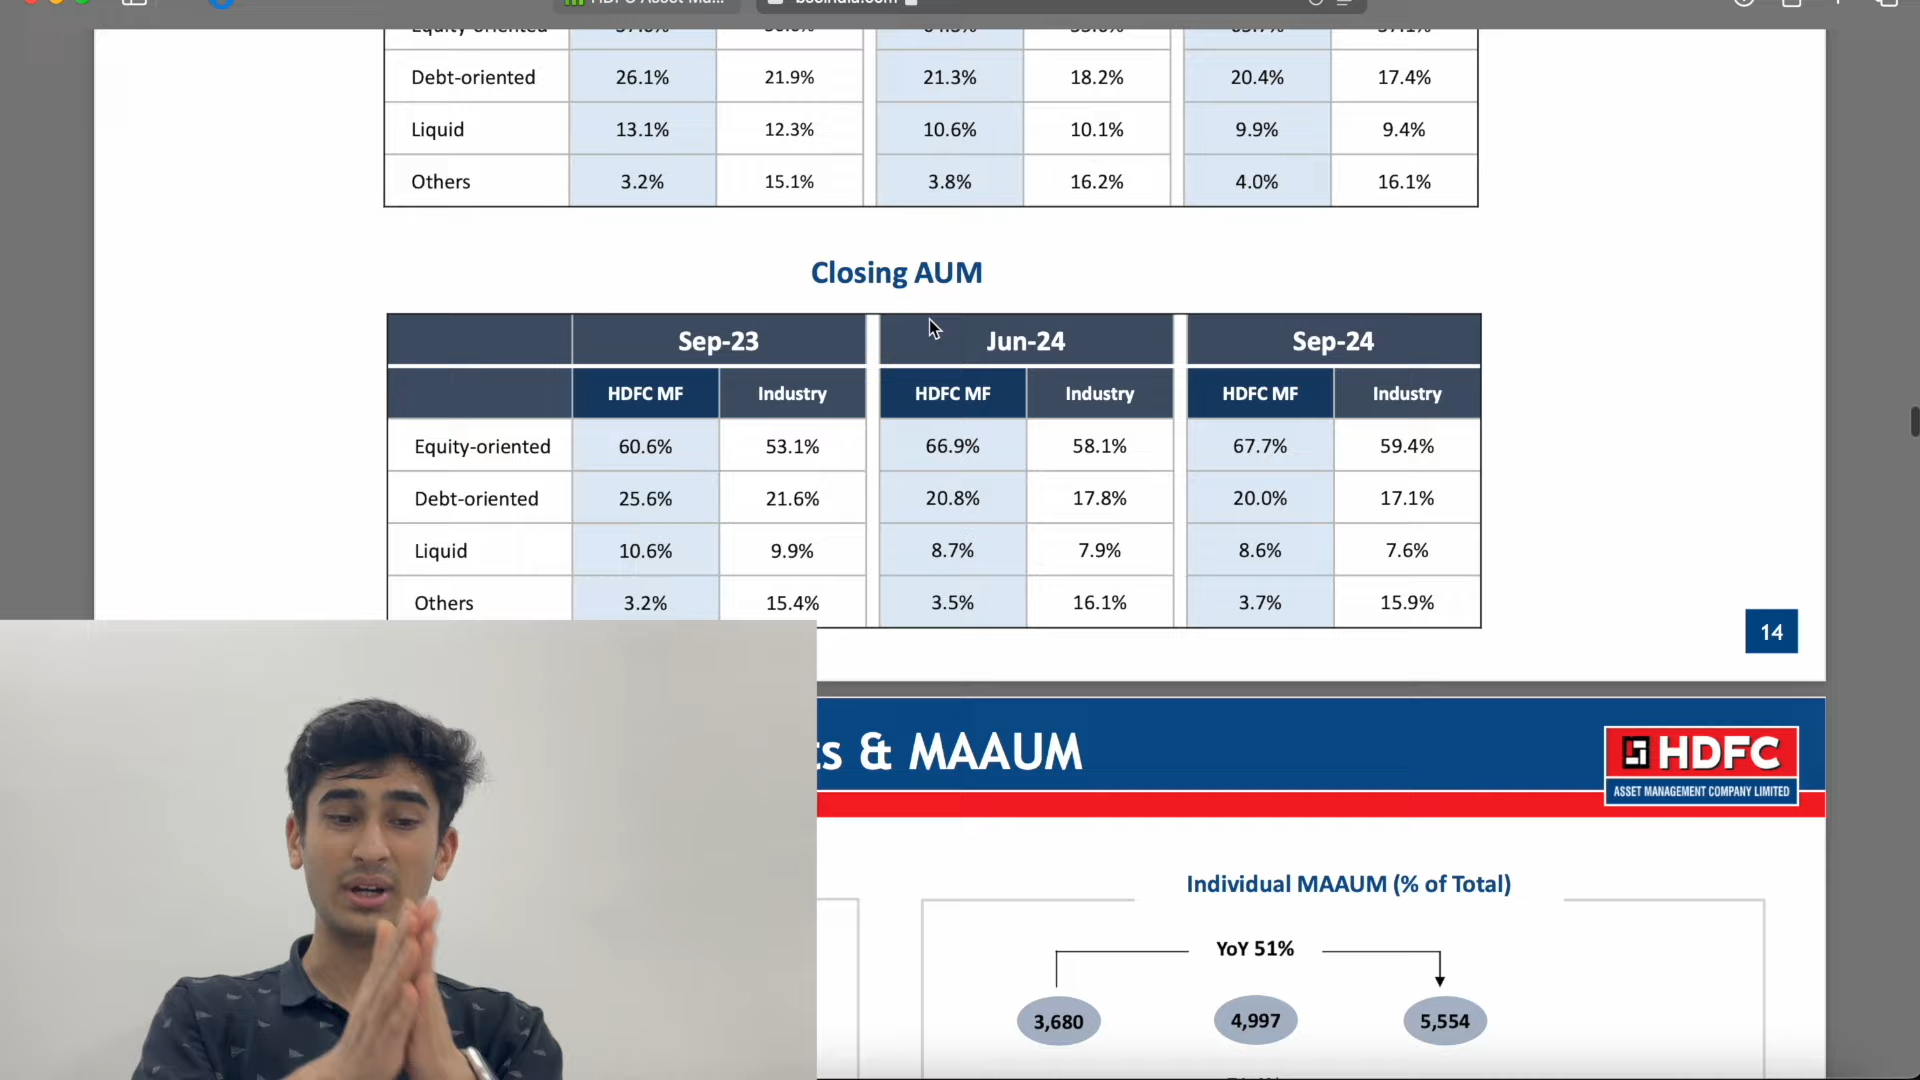 Debt-oriented 26.1% 21.9% 21.3% 18.2% 20.4% 17.4%
Liquid 13.1% 12.3% 10.6% 10.1% 9.9% 9.4%
Others 3.2% 15.1% 3.8% 16.2% 4.0% 16.1%
Closing AUM
Sep-23 Jun-24 Sep-24
HDFC MF Industry HDFC MF Industry HDFC MF Industry
Equity-oriented 60.6% 53.1% 66.9% 58.1% 67.7% 59.4%
Debt-oriented 25.6% 21.6% 20.8% 17.8% 20.0% 17.1%
Liquid 10.6% 9.9% 8.7% 7.9% 8.6% 7.6%
Others 3.2% 15.4% 3.5% 16.1% 3.7% 15.9%
14
& MAAUM
HDFC
ASSET MANAGEMENT COMPANY LIMITED
Individual MAAUM (% of Total)
YoY 51%
3,680 4,997 5,554